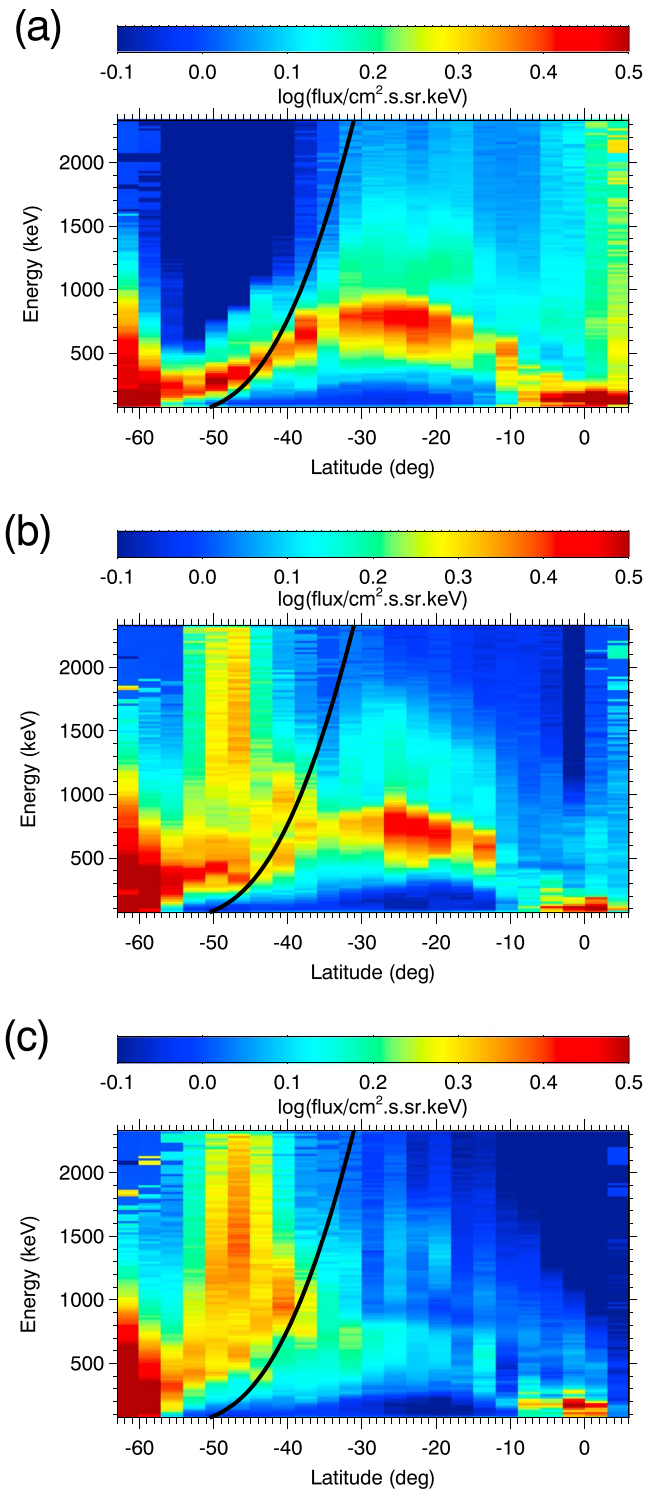 (a)
-0.1 0.0 0.1 0.2 0.3 0.4 0.5
log(flux/cm².s.sr.keV)
2000
1500
1000
500
Energy (keV)
-60 -50 -40 -30 -20 -10 0
Latitude (deg)
(b)
-0.1 0.0 0.1 0.2 0.3 0.4 0.5
log(flux/cm².s.sr.keV)
2000
1500
1000
500
Energy (keV)
-60 -50 -40 -30 -20 -10 0
Latitude (deg)
(c)
-0.1 0.0 0.1 0.2 0.3 0.4 0.5
log(flux/cm².s.sr.keV)
2000
1500
1000
500
Energy (keV)
-60 -50 -40 -30 -20 -10 0
Latitude (deg)